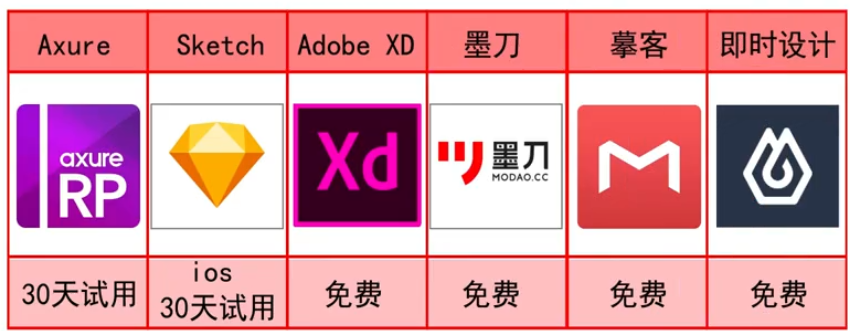 Axure Sketch Adobe XD 墨刀 摹客 即时设计
axure
RP
Xd
墨刀
MODAO.CC
30天试用 ios
30天试用 免费 免费 免费 免费